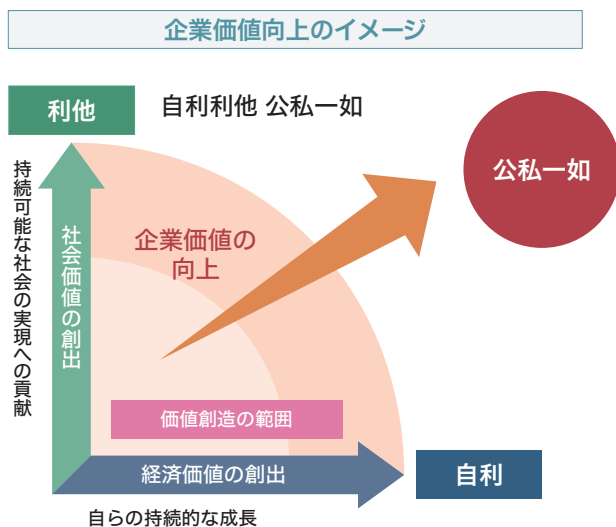 企業価値向上のイメージ
利他
自利利他 公私一如
公私一如
持続可能な社会の実現への貢献
社会価値の創出
企業価値の
向上
価値創造の範囲
経済価値の創出
自利
自らの持続的な成長